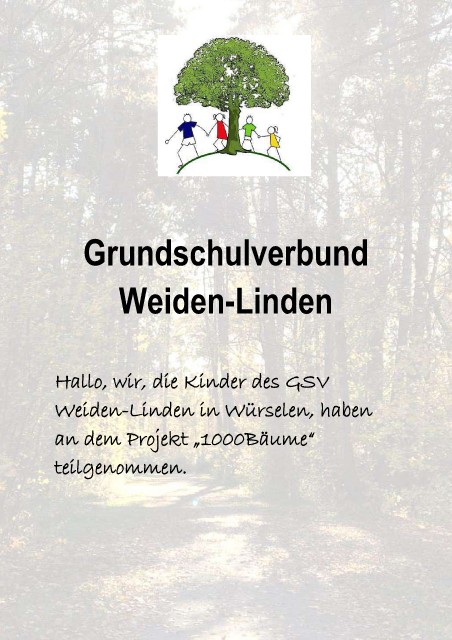 Grundschulverbund
Weiden-Linden
Hallo, wir, die Kinder des GSV
Weiden-Linden in Würselen, haben
an dem Projekt „1000Bäume“
teilgenommen.